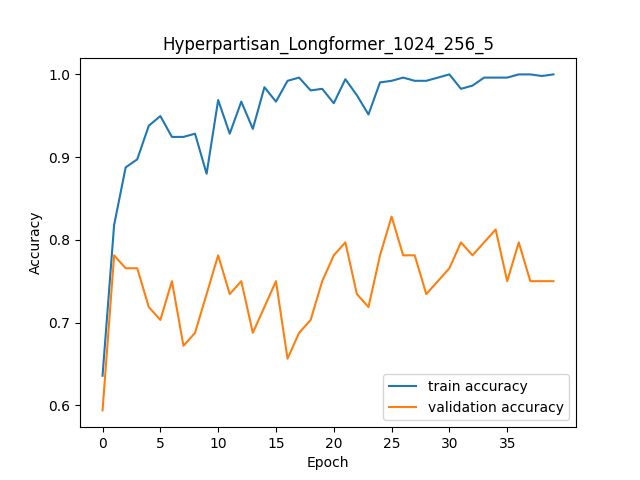 Hyperpartisan_Longformer_1024_256_5
1.0
0.9
0.8
0.7
0.6
Accuracy
train accuracy
validation accuracy
0 5 10 15 20 25 30 35
Epoch